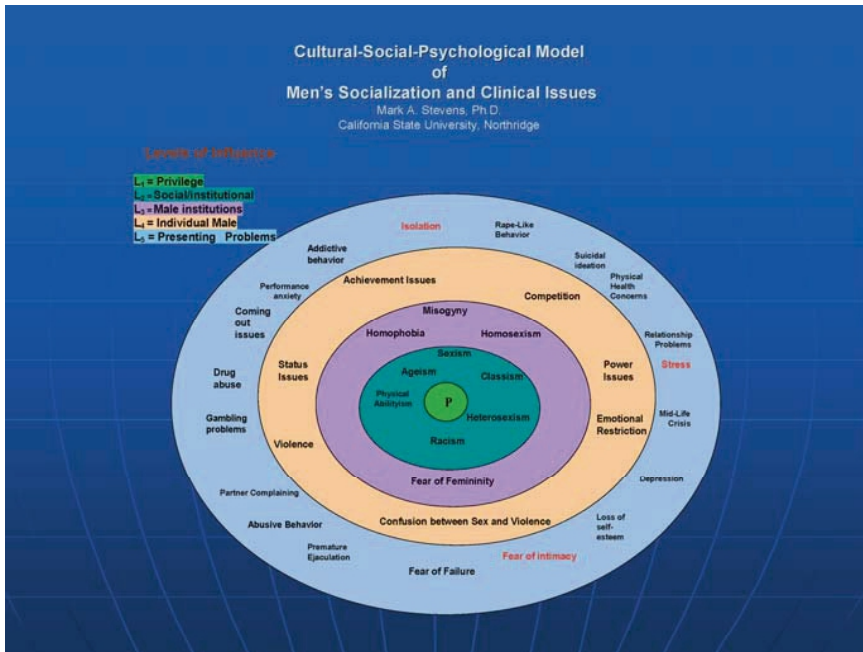 Cultural-Social-Psychological Model
of
Men's Socialization and Clinical Issues
Mark A. Stevens, Ph.D.
California State University, Northridge
Levels of Influence
L1 = Privilege
L2 = Social/institutional
L3 = Male institutions
L4 = Individual Male
L5 = Presenting Problems
Isolation
Rape-Like
Behavior
Addictive
behavior
Suicidal
ideation
Achievement Issues
Physical
Health
Concerns
Performance
anxiety
Competition
Misogyny
Coming
out
issues
Homophobia
Homosexism
Relationship
Problems
Sexism
Status
Issues
Ageism
Classism
Power
Issues
Stress
Drug
abuse
Physical
Abilityism
P
Gambling
problems
Heterosexism
Emotional
Restriction
Mid-Life
Crisis
Violence
Racism
Fear of Femininity
Depression
Partner Complaining
Abusive Behavior
Confusion between Sex and Violence
Loss of
self-
esteem
Premature
Ejaculation
Fear of intimacy
Fear of Failure